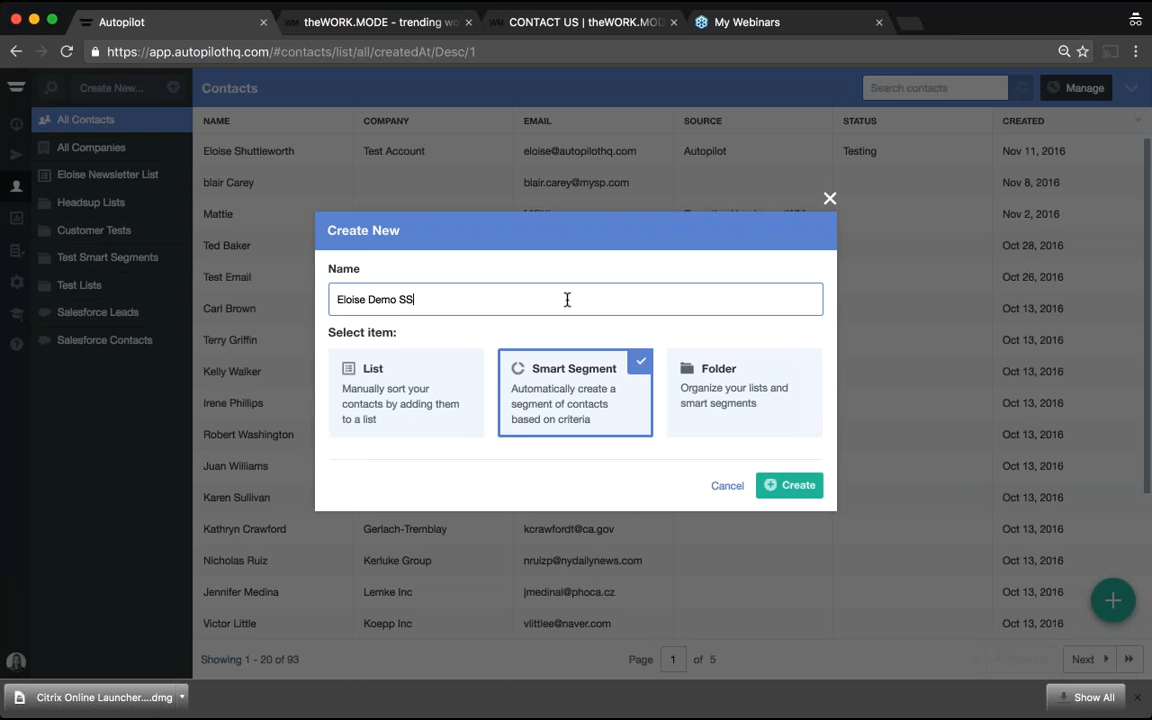 Autopilot
theWORK.MODE - trending wo
CONTACT US | theWORK.MOD
My Webinars
https://app.autopilothq.com/#contacts/list/all/createdAt/Desc/1
Create New...
Contacts
Search contacts
Manage
All Contacts
All Companies
Eloise Newsletter List
Headsup Lists
Customer Tests
Test Smart Segments
Test Lists
Salesforce Leads
Salesforce Contacts
NAME COMPANY EMAIL SOURCE STATUS CREATED
Eloise Shuttleworth Test Account eloise@autopilothq.com Autopilot Testing Nov 11, 2016
blair Carey blair.carey@mysp.com Nov 8, 2016
Mattie Nov 2, 2016
Ted Baker Oct 28, 2016
Test Email Oct 26, 2016
Carl Brown Oct 13, 2016
Terry Griffin Oct 13, 2016
Kelly Walker Oct 13, 2016
Irene Phillips Oct 13, 2016
Robert Washington Oct 13, 2016
Juan Williams Oct 13, 2016
Karen Sullivan Oct 13, 2016
Kathryn Crawford Gerlach-Tremblay kcrawfordt@ca.gov Oct 13, 2016
Nicholas Ruiz Kerluke Group nruizp@nydailynews.com Oct 13, 2016
Jennifer Medina Lemke Inc jmedinal@phoca.cz Oct 13, 2016
Victor Little Koepp Inc vlittlee@naver.com Oct 13, 2016
Create New
Name
Eloise Demo SS
Select item:
List
Manually sort your
contacts by adding them
to a list
Smart Segment
Automatically create a
segment of contacts
based on criteria
Folder
Organize your lists and
smart segments
Cancel
Create
Showing 1 - 20 of 93
Page 1 of 5
Next
Citrix Online Launcher....dmg
Show All